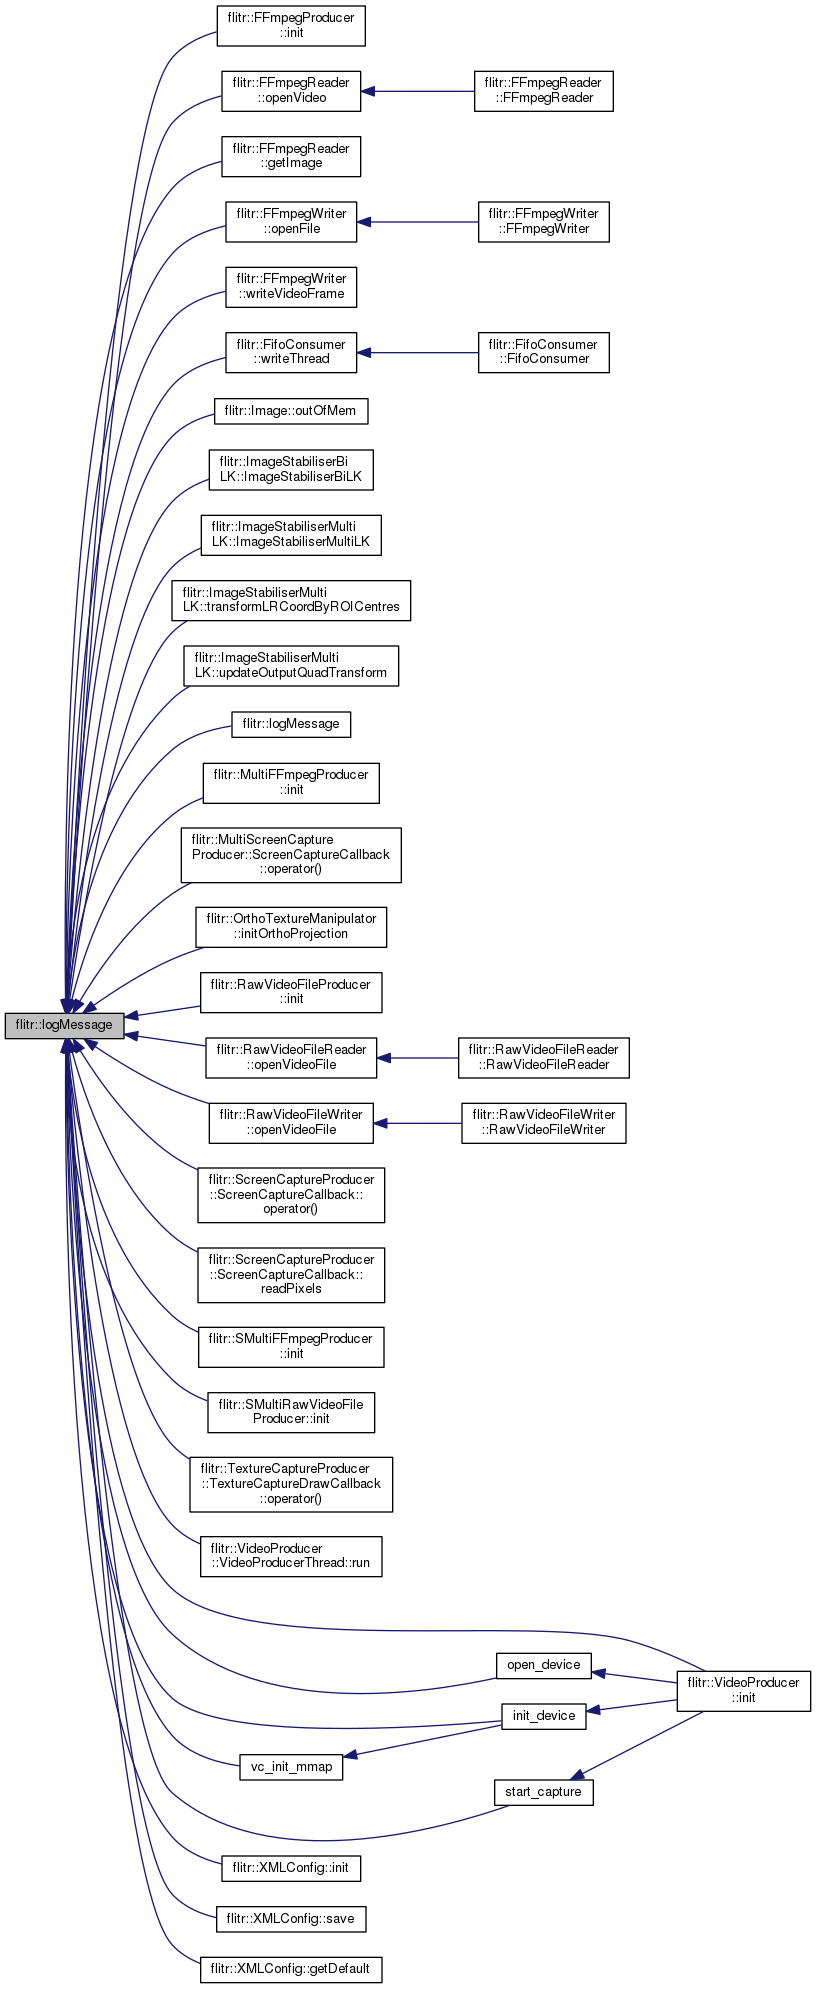 flitr::FFmpegProducer
::init
flitr::FFmpegReader
::openVideo
flitr::FFmpegReader
::FFmpegReader
flitr::FFmpegReader
::getImage
flitr::FFmpegWriter
::openFile
flitr::FFmpegWriter
::FFmpegWriter
flitr::FFmpegWriter
::writeVideoFrame
flitr::FifoConsumer
::writeThread
flitr::FifoConsumer
::FifoConsumer
flitr::Image::outOfMem
flitr::ImageStabiliserBi
LK::ImageStabiliserBiLK
flitr::ImageStabiliserMulti
LK::ImageStabiliserMultiLK
flitr::ImageStabiliserMulti
LK::transformLRCoordByROICentres
flitr::ImageStabiliserMulti
LK::updateOutputQuadTransform
flitr::logMessage
flitr::MultiFFmpegProducer
::init
flitr::MultiScreenCapture
Producer::ScreenCaptureCallback
::operator()
flitr::OrthoTextureManipulator
::initOrthoProjection
flitr::RawVideoFileProducer
::init
flitr::logMessage
flitr::RawVideoFileReader
::openVideoFile
flitr::RawVideoFileReader
::RawVideoFileReader
flitr::RawVideoFileWriter
::openVideoFile
flitr::RawVideoFileWriter
::RawVideoFileWriter
flitr::ScreenCaptureProducer
::ScreenCaptureCallback::
operator()
flitr::ScreenCaptureProducer
::ScreenCaptureCallback::
readPixels
flitr::SMultiFFmpegProducer
::init
flitr::SMultiRawVideoFile
Producer::init
flitr::TextureCaptureProducer
::TextureCaptureDrawCallback
::operator()
flitr::VideoProducer
::VideoProducerThread::run
open_device
flitr::VideoProducer
::init
init_device
vc_init_mmap
start_capture
flitr::XMLConfig::init
flitr::XMLConfig::save
flitr::XMLConfig::getDefault